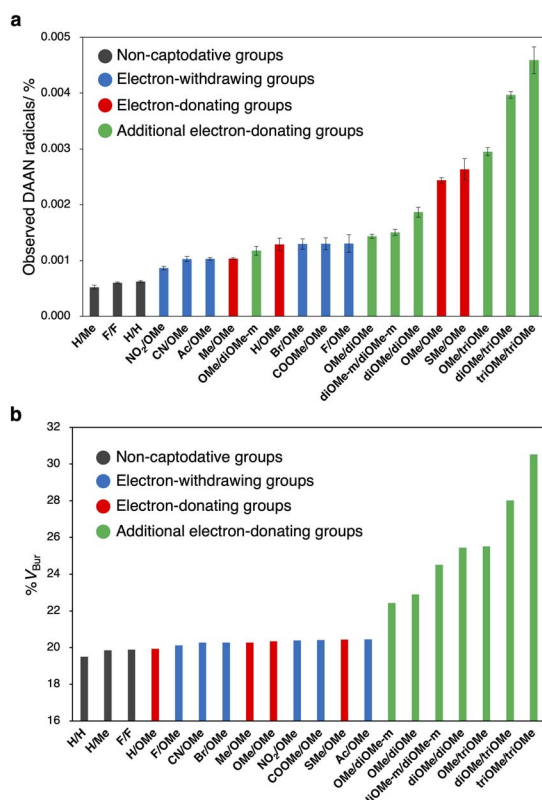 a
Observed DAAN radicals/ %
0.005
0.004
0.003
0.002
0.001
0.000
Non-captodative groups
Electron-withdrawing groups
Electron-donating groups
Additional electron-donating groups
H/Me
F/F
H/H
NO₂/OMe
CN/OMe
Ac/OMe
Me/OMe
OMe/diOMe-m
H/OMe
Br/OMe
COOMe/OMe
F/OMe
OMe/diOMe
diOMe-m/diOMe-m
diOMe/diOMe
OMe/OMe
SMe/OMe
OMe/triOMe
diOMe/triOMe
triOMe/triOMe
b
%V_Bur
32
30
28
26
24
22
20
18
16
Non-captodative groups
Electron-withdrawing groups
Electron-donating groups
Additional electron-donating groups
H/H
H/Me
F/F
H/OMe
F/OMe
CN/OMe
Br/OMe
Me/OMe
OMe/OMe
NO₂/OMe
COOMe/OMe
SMe/OMe
Ac/OMe
OMe/diOMe-m
OMe/diOMe
diOMe-m/diOMe-m
diOMe/diOMe
OMe/triOMe
diOMe/triOMe
triOMe/triOMe